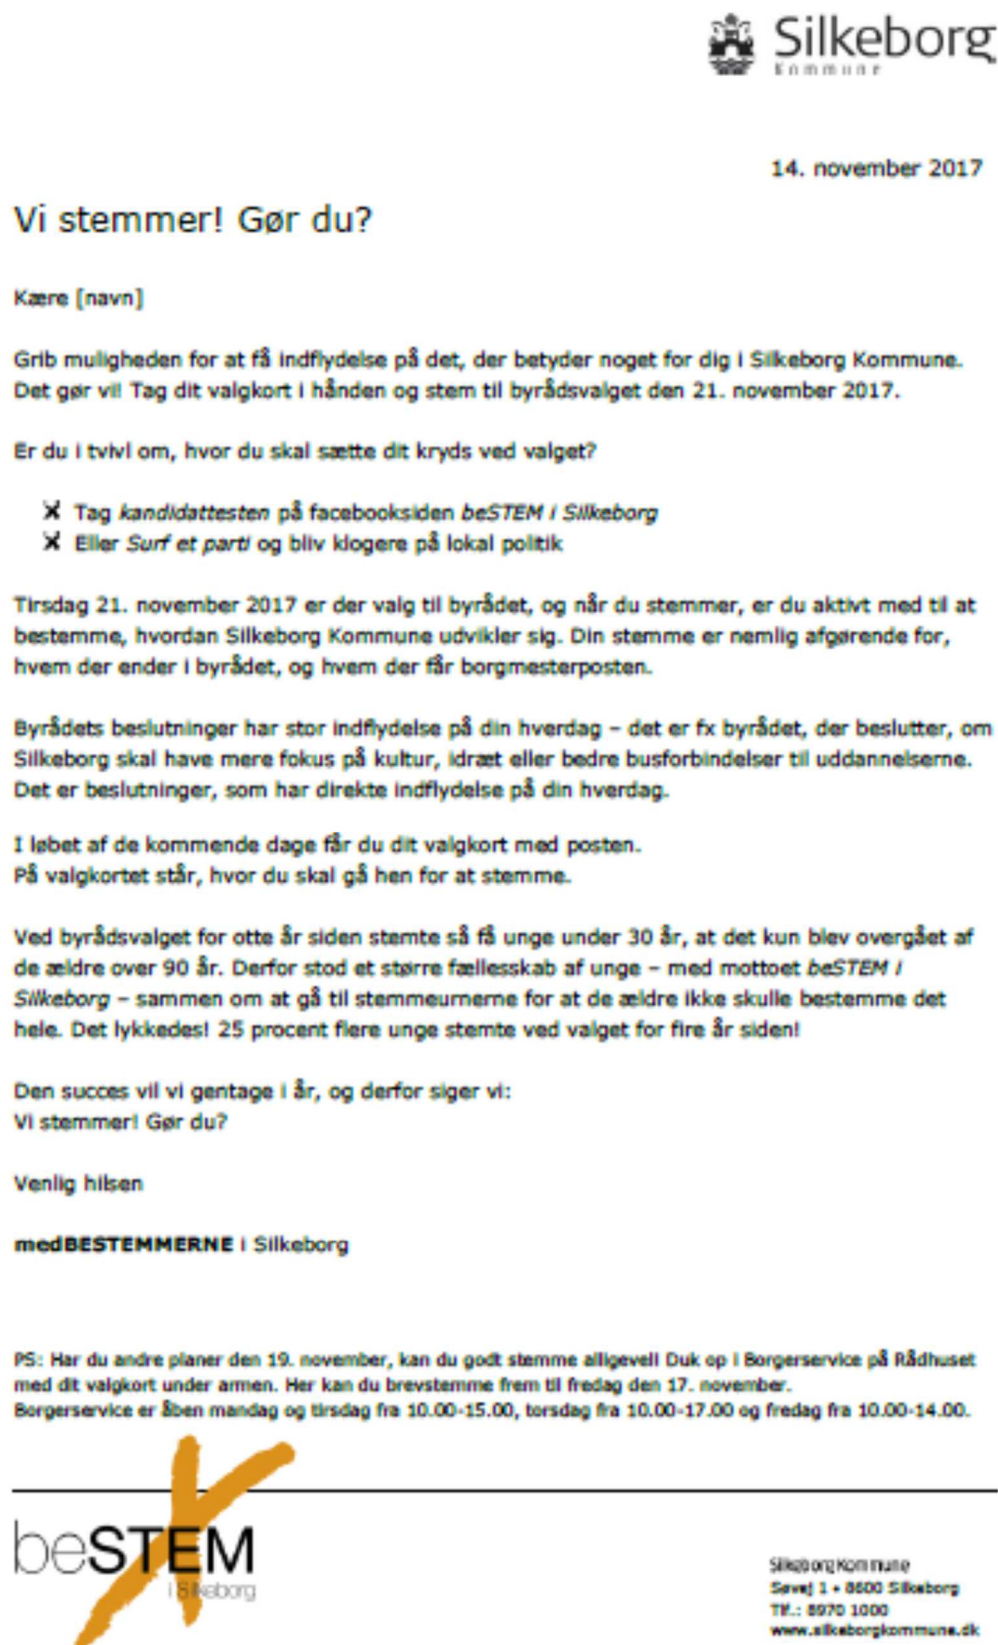 Silkeborg
Kommune
14. november 2017
Vi stemmer! Gør du?
Kære [navn]
Grib muligheden for at få indflydelse på det, der betyder noget for dig i Silkeborg Kommune.
Det gør vi! Tag dit valgkort i hånden og stem til byrådsvalget den 21. november 2017.
Er du i tvivl om, hvor du skal sætte dit kryds ved valget?
Tag kandidattesten på facebooksiden beSTEM i Silkeborg
Eller Surf et parti og bliv klogere på lokal politik
Tirsdag 21. november 2017 er der valg til byrådet, og når du stemmer, er du aktivt med til at
bestemme, hvordan Silkeborg Kommune udvikler sig. Din stemme er nemlig afgørende for,
hvem der ender i byrådet, og hvem der får borgmesterposten.
Byrådets beslutninger har stor indflydelse på din hverdag – det er fx byrådet, der beslutter, om
Silkeborg skal have mere fokus på kultur, idræt eller bedre busforbindelser til uddannelserne.
Det er beslutninger, som har direkte indflydelse på din hverdag.
I løbet af de kommende dage får du dit valgkort med posten.
På valgkortet står, hvor du skal gå hen for at stemme.
Ved byrådsvalget for otte år siden stemte så få unge under 30 år, at det kun blev overgået af
de ældre over 90 år. Derfor stod et større fællesskab af unge – med mottoet beSTEM i
Silkeborg – sammen om at gå til stemmeurnerne for at de ældre ikke skulle bestemme det
hele. Det lykkedes! 25 procent flere unge stemte ved valget for fire år siden!
Den succes vil vi gentage i år, og derfor siger vi:
Vi stemmer! Gør du?
Venlig hilsen
medBESTEMMERNE i Silkeborg
PS: Har du andre planer den 19. november, kan du godt stemme alligevel! Duk op i Borgerservice på Rådhuset
med dit valgkort under armen. Her kan du brevstemme frem til fredag den 17. november.
Borgerservice er åben mandag og tirsdag fra 10.00-15.00, torsdag fra 10.00-17.00 og fredag fra 10.00-14.00.
beSTEM
i Silkeborg
Silkeborg Kommune
Søvej 1 • 8600 Silkeborg
Tlf.: 8970 1000
www.silkeborgkommune.dk